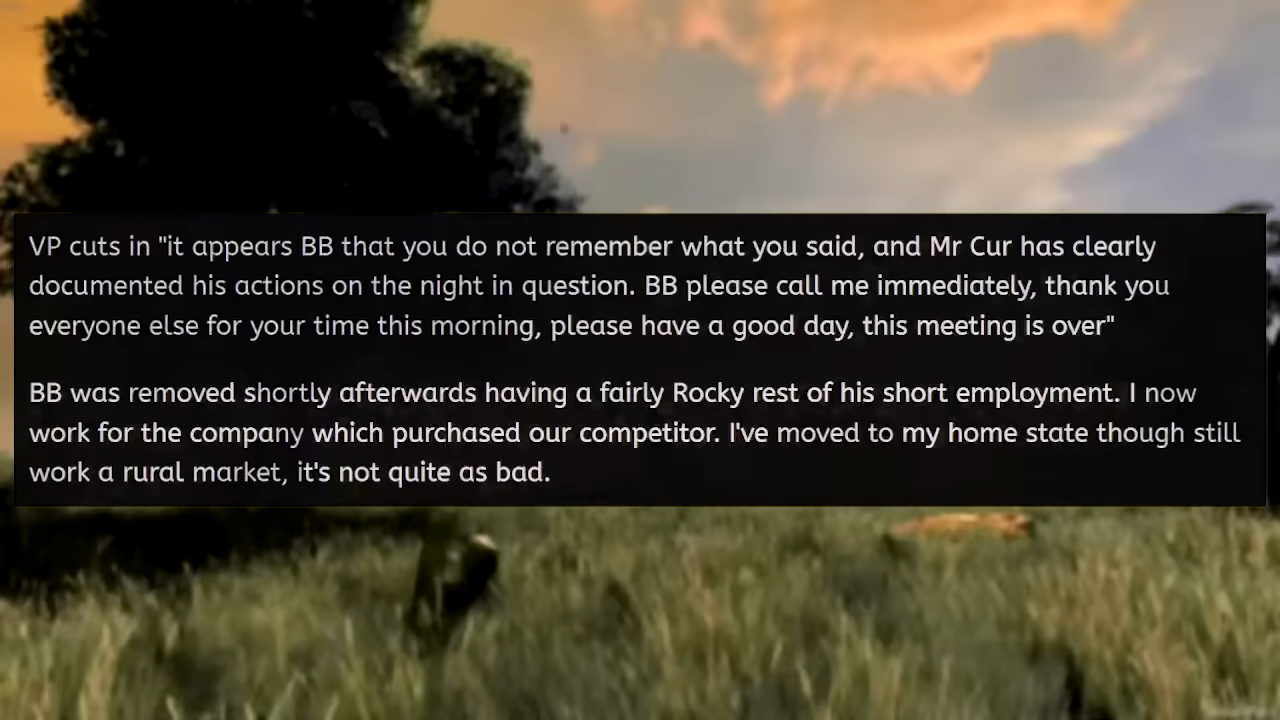 VP cuts in "it appears BB that you do not remember what you said, and Mr Cur has clearly
documented his actions on the night in question. BB please call me immediately, thank you
everyone else for your time this morning, please have a good day, this meeting is over"
BB was removed shortly afterwards having a fairly Rocky rest of his short employment. I now
work for the company which purchased our competitor. I've moved to my home state though still
work a rural market, it's not quite as bad.